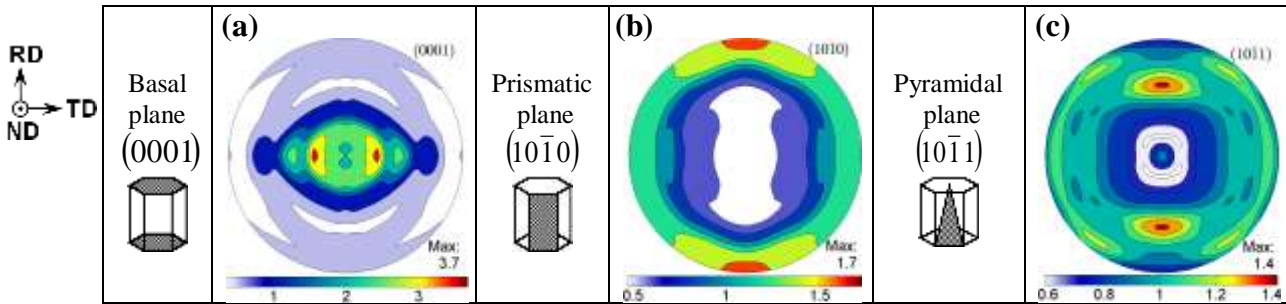 RD
TD
ND
Basal
plane
(0001)
(a)
(0001)
Max:
3.7
1 2 3
Prismatic
plane
(101̅0)
(b)
(101̅0)
Max:
1.7
0.5 1 1.5
Pyramidal
plane
(101̅1)
(c)
(101̅1)
Max:
1.4
0.6 0.8 1 1.2 1.4